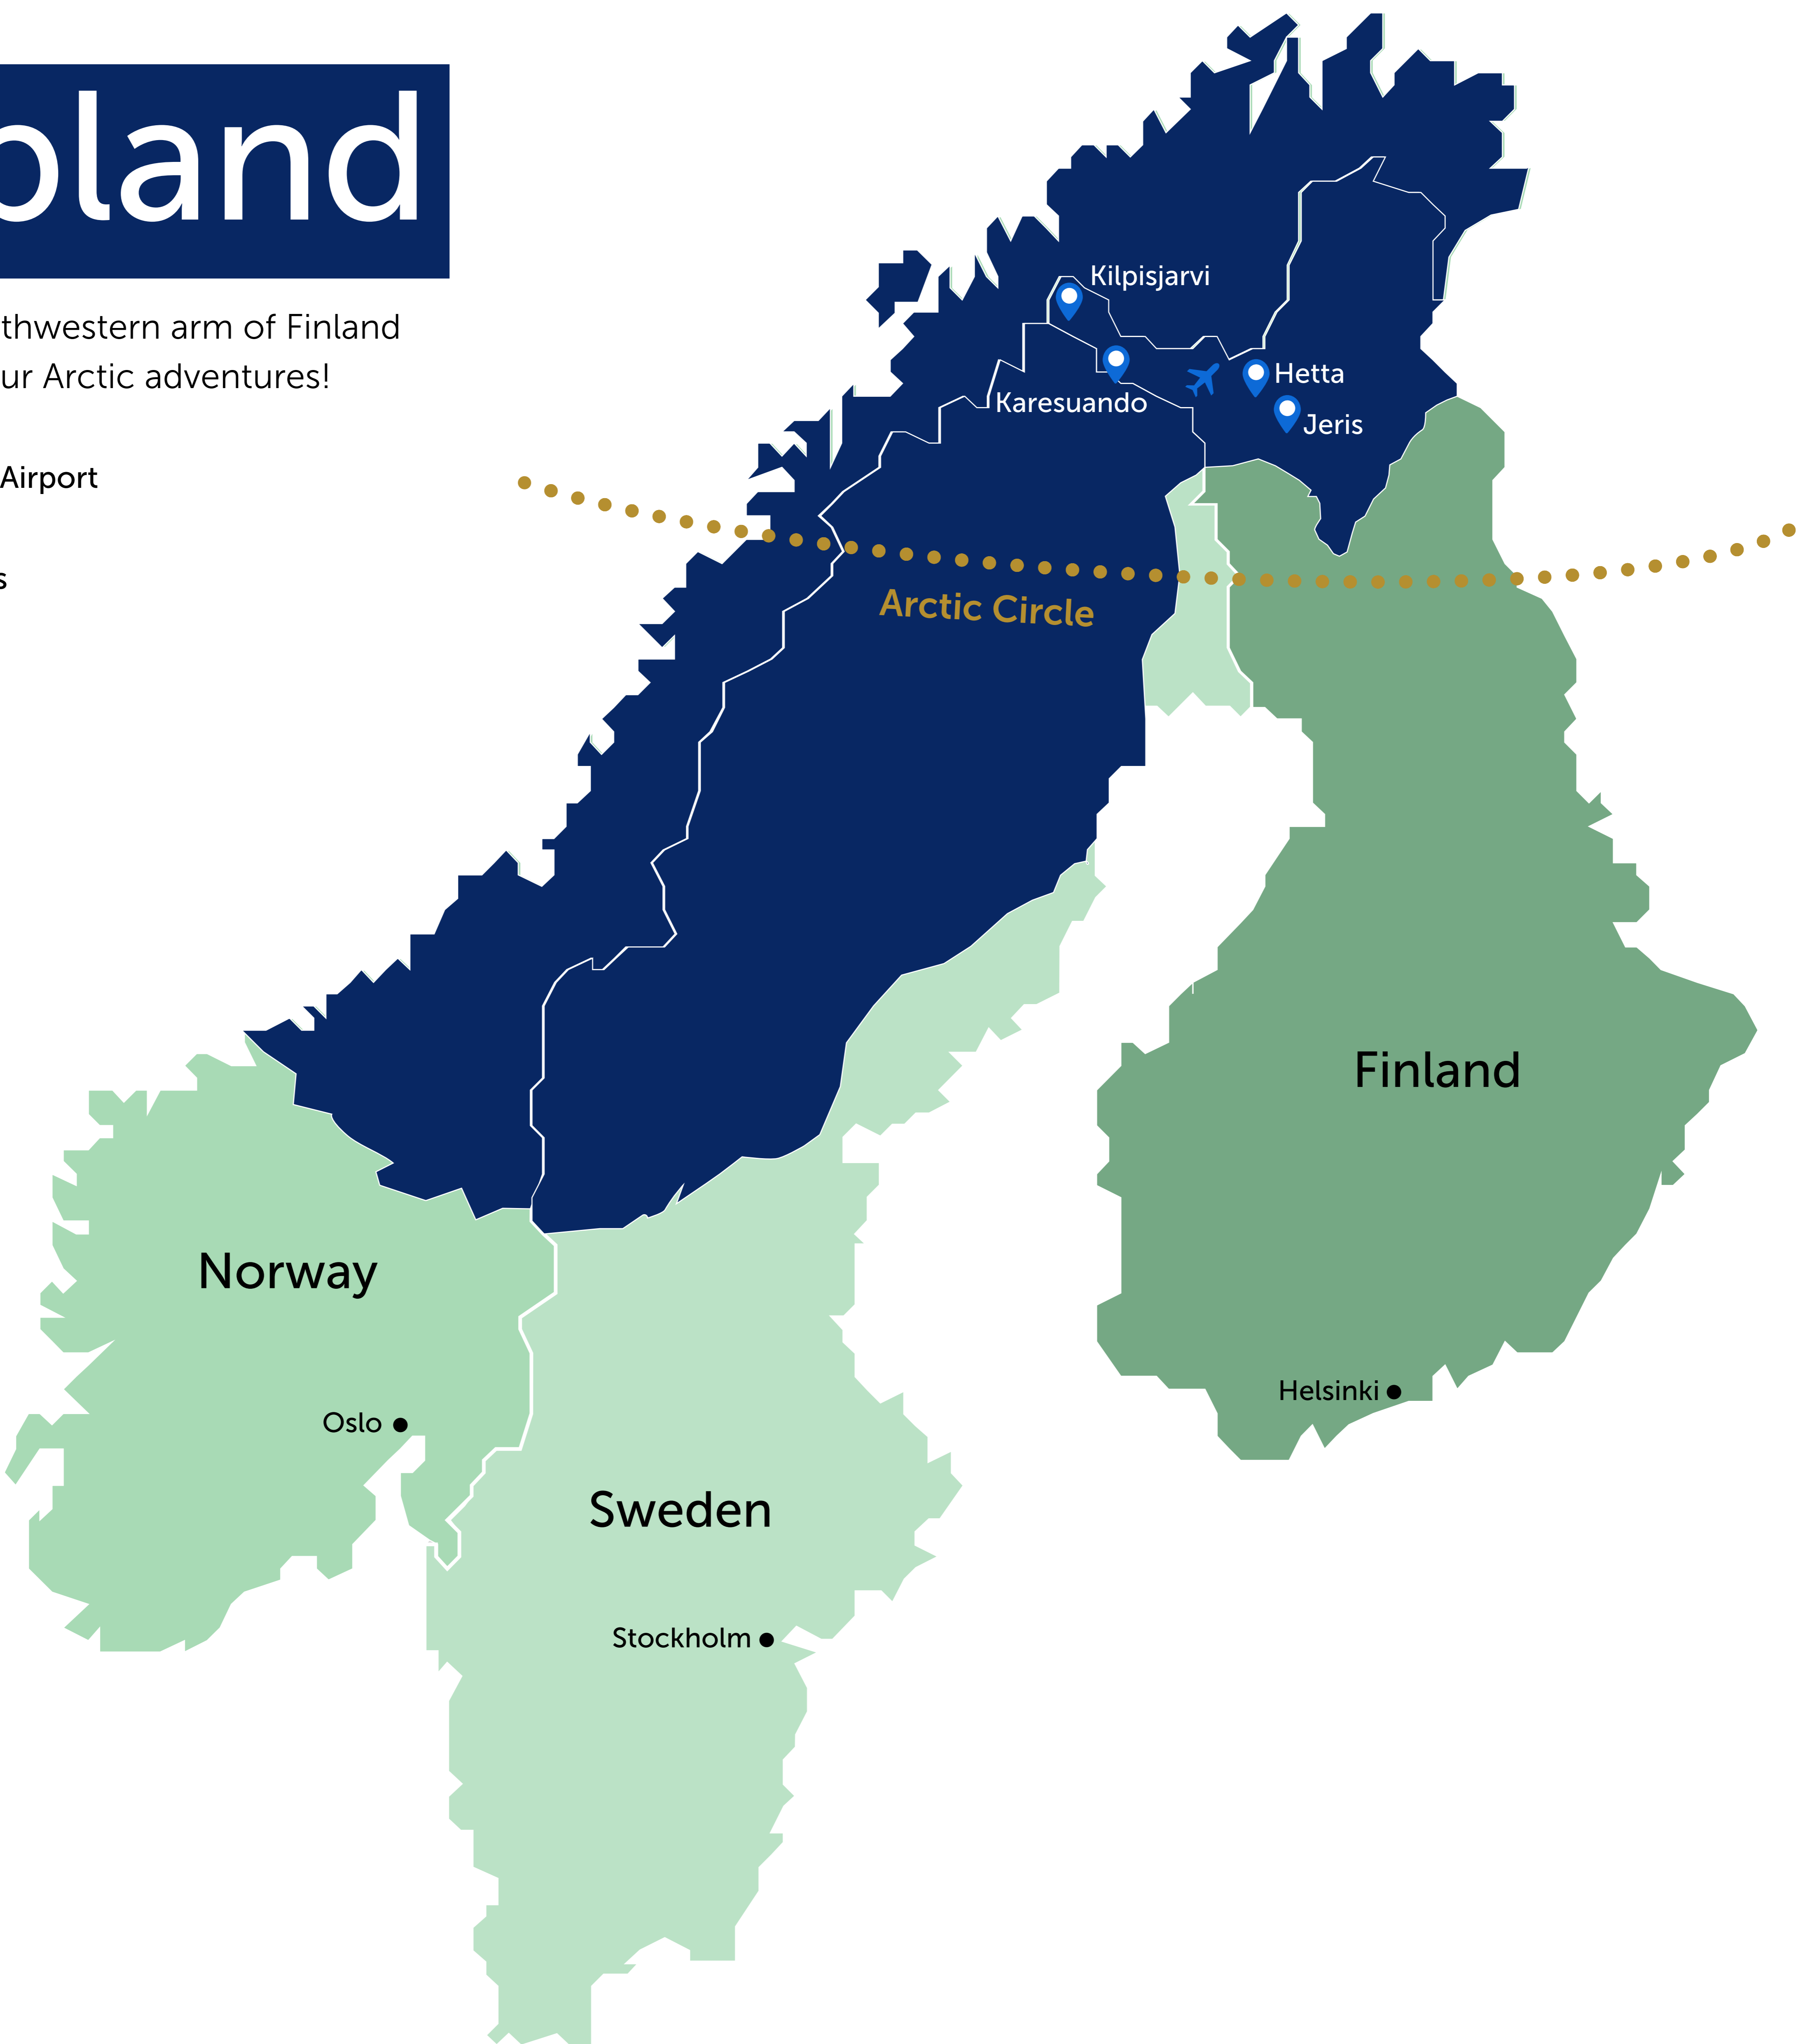 pland
thwestern arm of Finland
ur Arctic adventures!
Airport
s
Kilpisjarvi
Hetta
Karesuando
Jeris
Arctic Circle
Finland
Norway
Helsinki
Oslo
Sweden
Stockholm